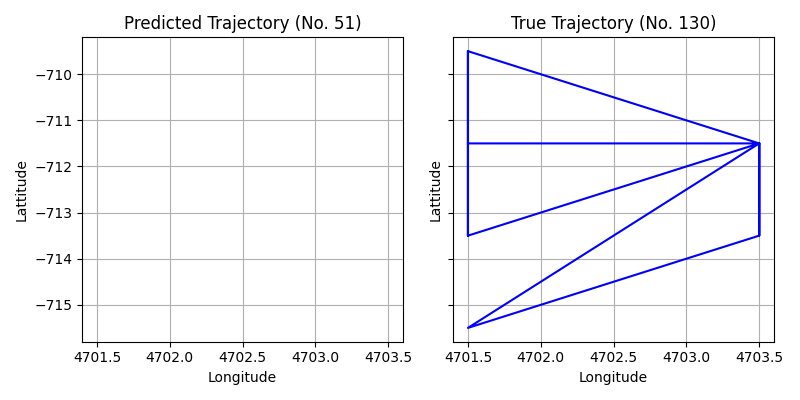 Predicted Trajectory (No. 51)
True Trajectory (No. 130)
−710
−711
−712
−713
−714
−715
Lattitude
Lattitude
4701.5 4702.0 4702.5 4703.0 4703.5
4701.5 4702.0 4702.5 4703.0 4703.5
Longitude
Longitude